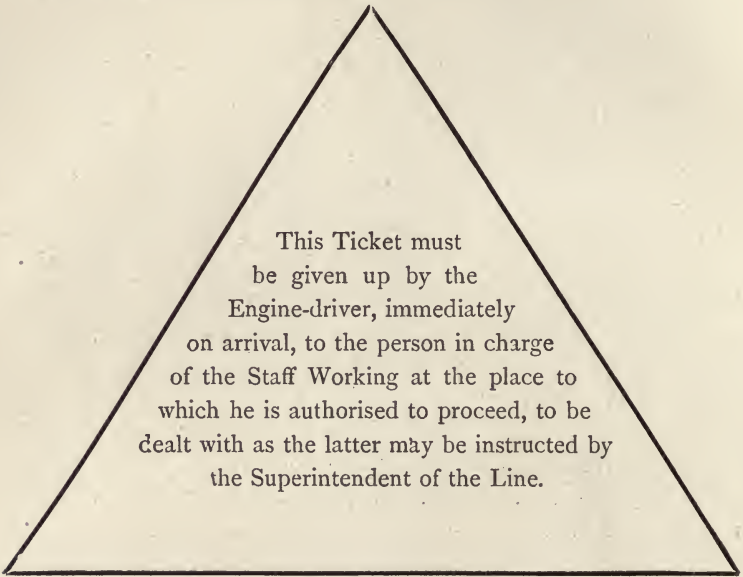 This Ticket must
be given up by the
Engine-driver, immediately
on arrival, to the person in charge
of the Staff Working at the place to
which he is authorised to proceed, to be
dealt with as the latter may be instructed by
the Superintendent of the Line.